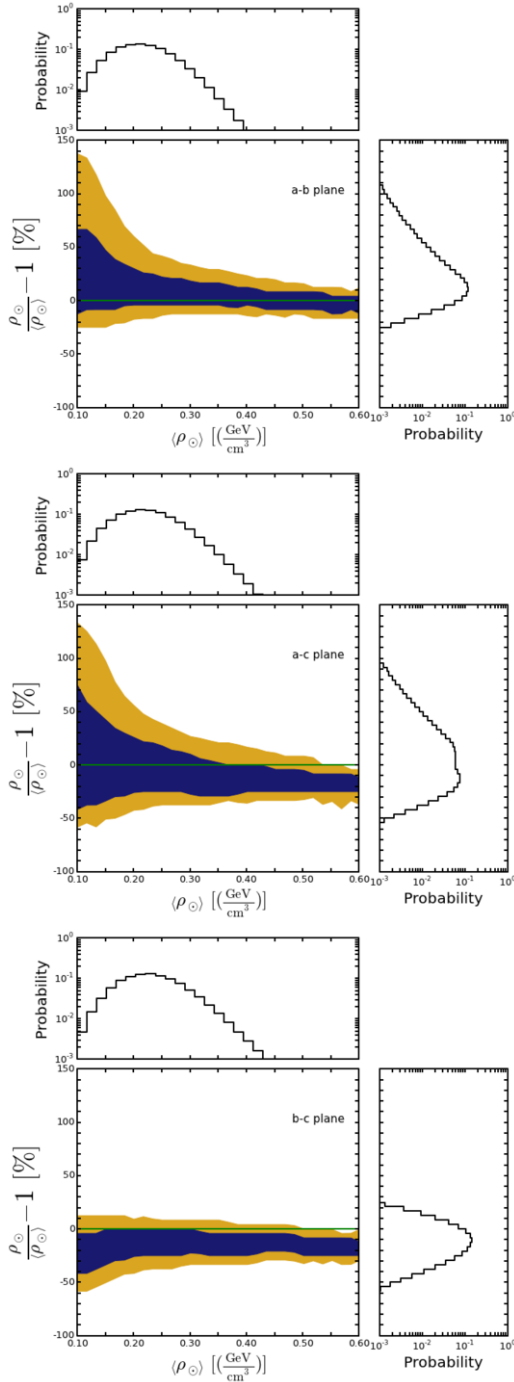 10^0
10^-1
10^-2
10^-3
Probability
150
100
50
0
-50
-100
ρ☉/⟨ρ☉⟩ − 1 [%]
a-b plane
0.10 0.20 0.30 0.40 0.50 0.60
⟨ρ☉⟩ [(GeV/cm^3)]
10^-3 10^-2 10^-1 10^0
Probability
10^0
10^-1
10^-2
10^-3
Probability
150
100
50
0
-50
-100
ρ☉/⟨ρ☉⟩ − 1 [%]
a-c plane
0.10 0.20 0.30 0.40 0.50 0.60
⟨ρ☉⟩ [(GeV/cm^3)]
10^-3 10^-2 10^-1 10^0
Probability
10^0
10^-1
10^-2
10^-3
Probability
150
100
50
0
-50
-100
ρ☉/⟨ρ☉⟩ − 1 [%]
b-c plane
0.10 0.20 0.30 0.40 0.50 0.60
⟨ρ☉⟩ [(GeV/cm^3)]
10^-3 10^-2 10^-1 10^0
Probability